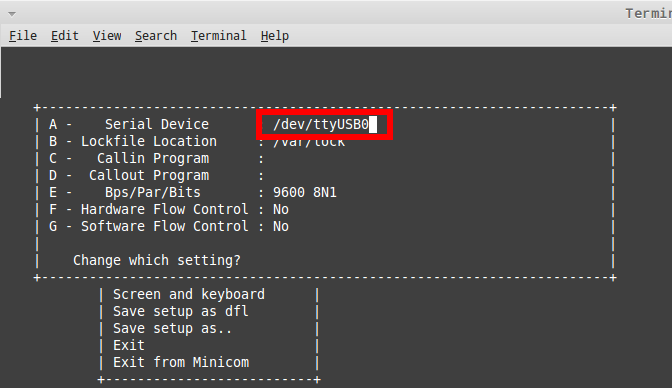 Termin
File Edit View Search Terminal Help
A - Serial Device /dev/ttyUSB0
B - Lockfile Location : /var/lock
C - Callin Program :
D - Callout Program :
E - Bps/Par/Bits : 9600 8N1
F - Hardware Flow Control : No
G - Software Flow Control : No
Change which setting?
Screen and keyboard
Save setup as dfl
Save setup as..
Exit
Exit from Minicom